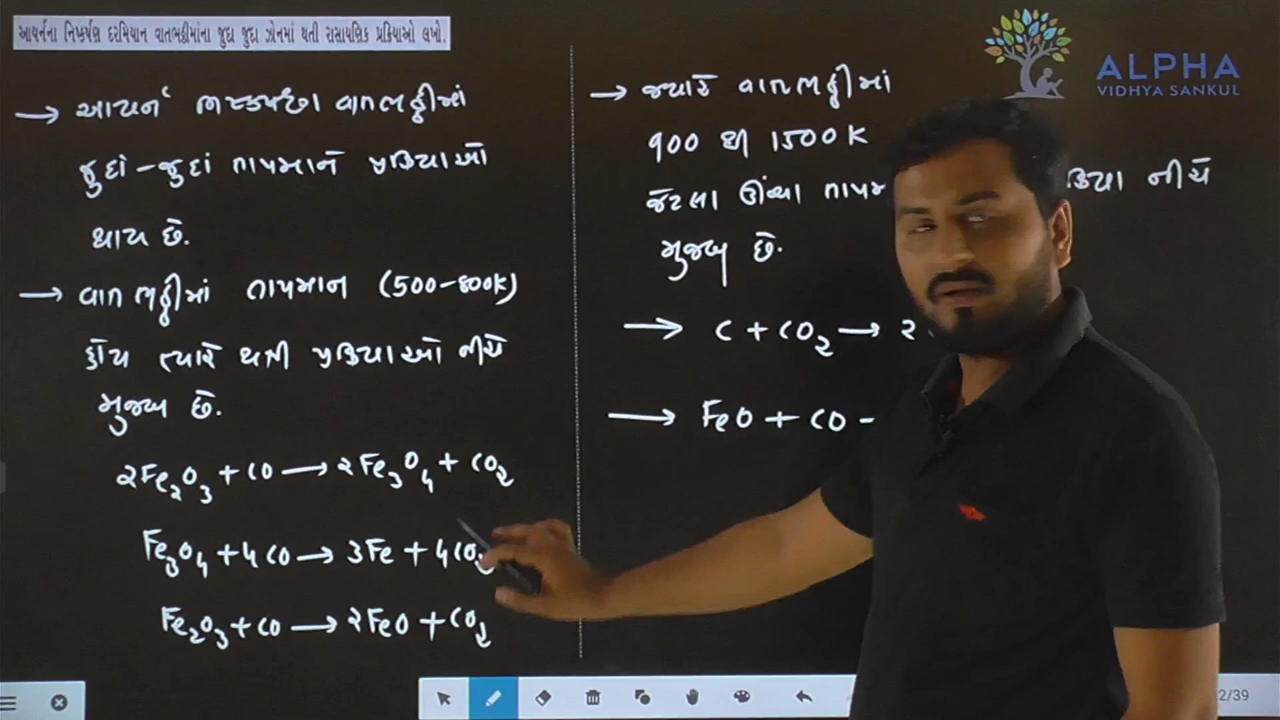 આયર્નના નિષ્કર્ષણ દરમિયાન વાતભઠ્ઠીમાંના જુદા જુદા ઝોનમાં થતી રાસાયણિક પ્રક્રિયાઓ લખો.
→ આયર્ન નિષ્કર્ષણ વાતભઠ્ઠીમાં
જુદાં-જુદાં તાપમાને પ્રક્રિયાઓ
થાય છે.
→ વાતભઠ્ઠીમાં તાપમાન (500-800K)
હોય ત્યારે થતી પ્રક્રિયાઓ નીચે
મુજબ છે.
2Fe₂O₃ + CO → 2Fe₃O₄ + CO₂
Fe₃O₄ + 4CO → 3Fe + 4CO₂
Fe₂O₃ + CO → 2FeO + CO₂
→ જ્યારે વાતભઠ્ઠીમાં
900 થી 1500K
જેટલા ઊંચા નીચે
મુજબ છે.
→ C + CO₂ → 2
→ FeO + CO -
ALPHA
VIDHYA SANKUL
2/39